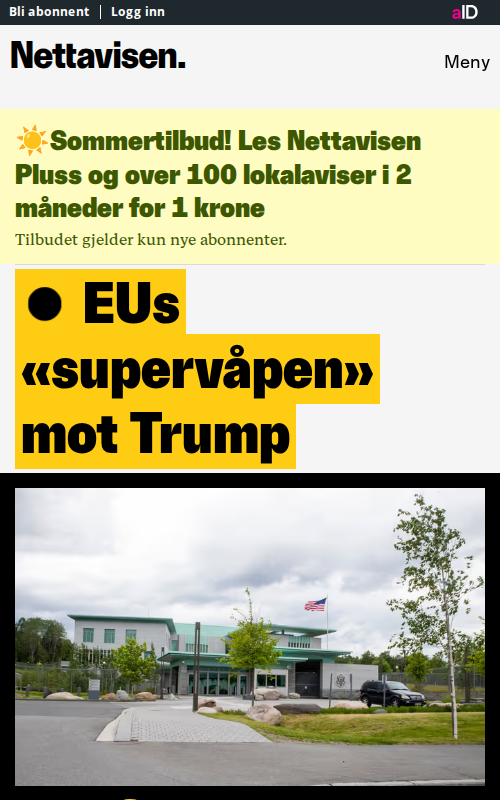 Bli abonnent | Logg inn
aID
Nettavisen.
Meny
Sommertilbud! Les Nettavisen
Pluss og over 100 lokalaviser i 2
måneder for 1 krone
Tilbudet gjelder kun nye abonnenter.
EUs
«supervåpen»
mot Trump